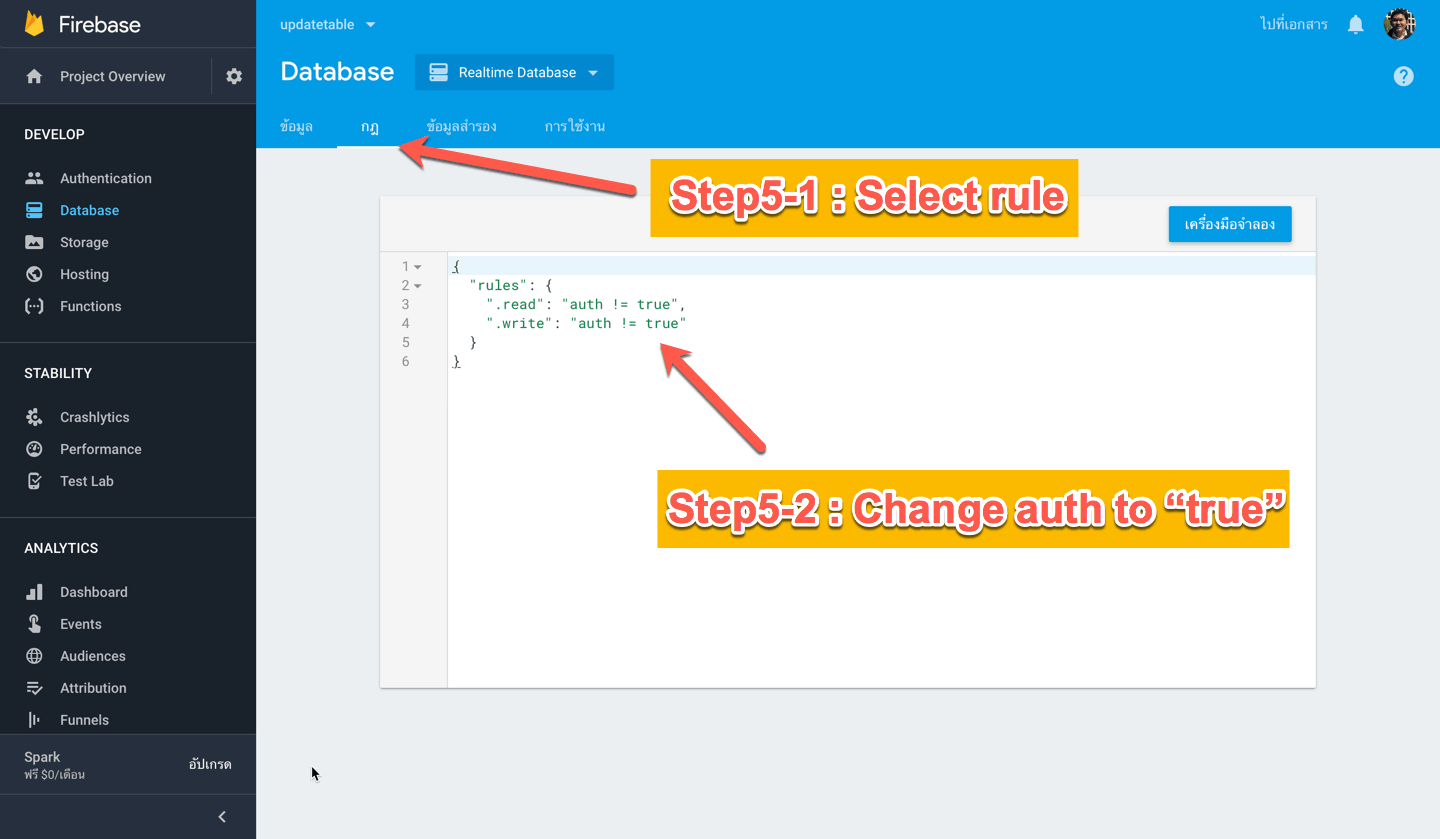 Firebase
updatetable
ไปที่เอกสาร
Project Overview
Database
Realtime Database
ข้อมูล
กฎ
ข้อมูลสำรอง
การใช้งาน
DEVELOP
Authentication
Database
Storage
Hosting
Functions
STABILITY
Crashlytics
Performance
Test Lab
ANALYTICS
Dashboard
Events
Audiences
Attribution
Funnels
Spark
ฟรี $0/เดือน
อัปเกรด
Step5-1 : Select rule
เครื่องมือจำลอง
1 {
2 "rules": {
3 ".read": "auth != true",
4 ".write": "auth != true"
5 }
6 }
Step5-2 : Change auth to “true”